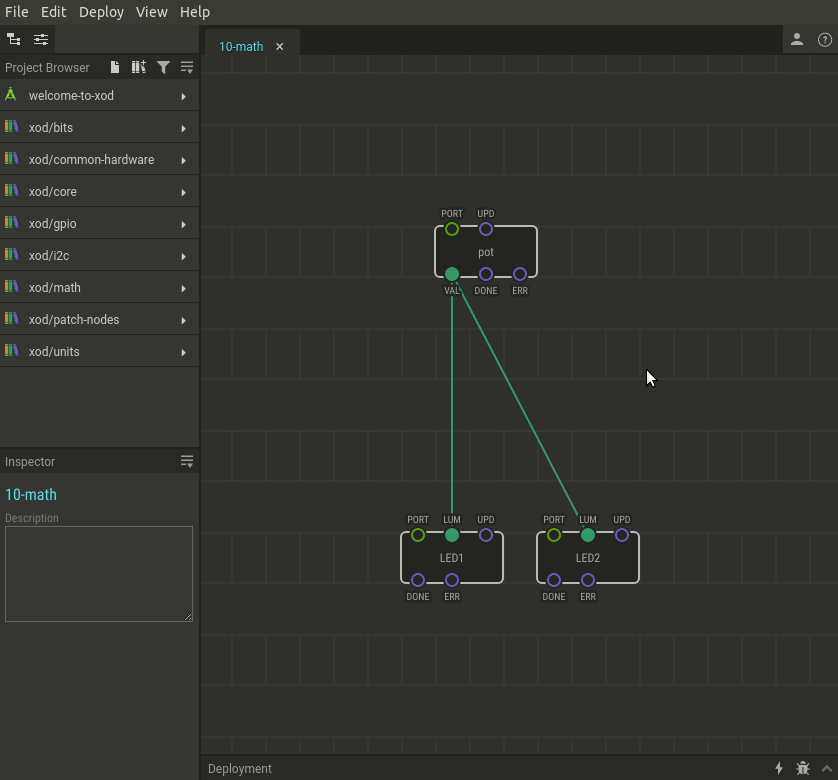 File Edit Deploy View Help
10-math
Project Browser
welcome-to-xod
xod/bits
xod/common-hardware
xod/core
xod/gpio
xod/i2c
xod/math
xod/patch-nodes
xod/units
Inspector
10-math
Description
PORT UPD
pot
VAL DONE ERR
PORT LUM UPD
LED1
DONE ERR
PORT LUM UPD
LED2
DONE ERR
Deployment